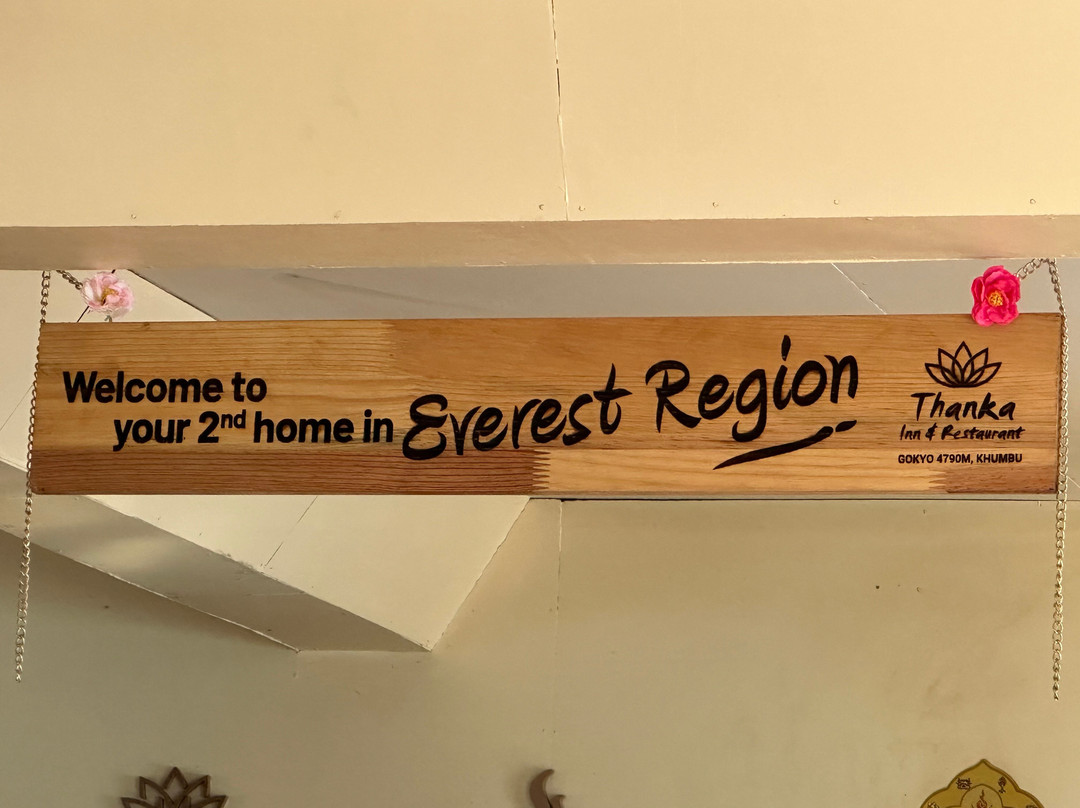 Welcome to
your 2nd home in Everest Region
Thanka
Inn & Restaurant
GOKYO 4790M, KHUMBU